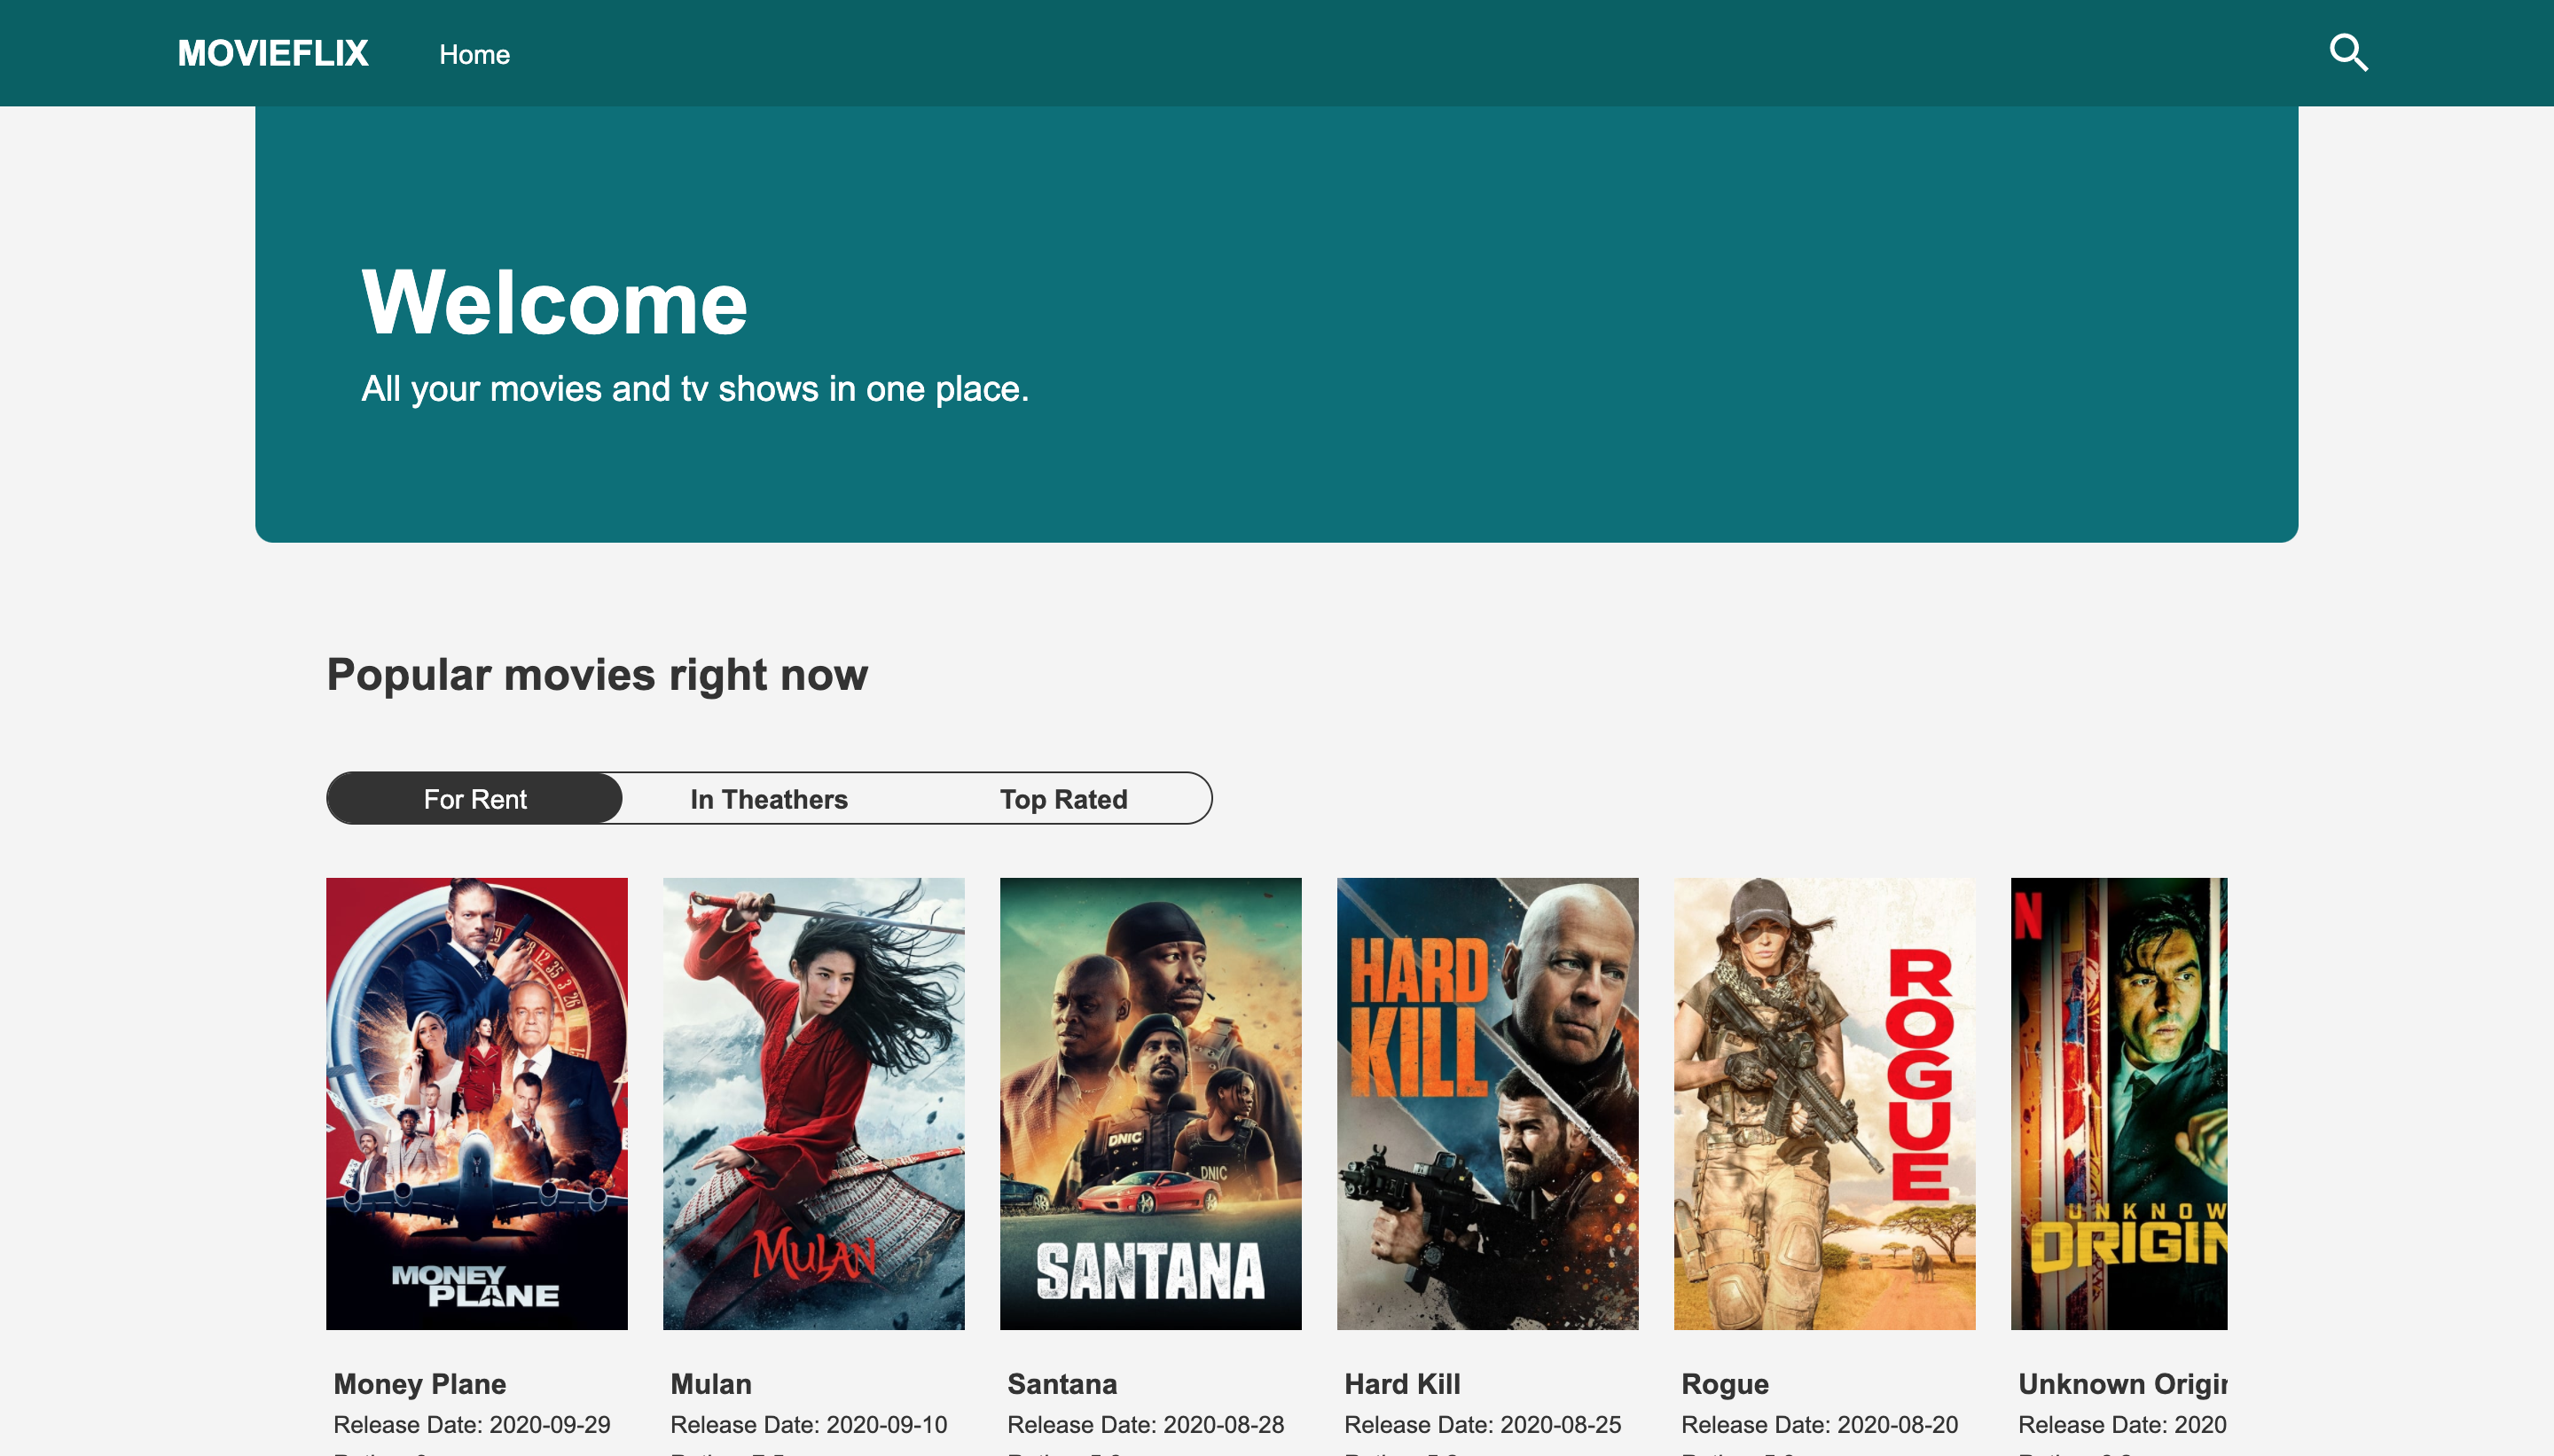 MOVIEFLIX
Home
Welcome
All your movies and tv shows in one place.
Popular movies right now
For Rent
In Theathers
Top Rated
MONEY
PLANE
MULAN
DNIC
DNIC
SANTANA
HARD
KILL
ROGUE
N
UNKNOW
ORIGIN
Money Plane
Mulan
Santana
Hard Kill
Rogue
Unknown Origin
Release Date: 2020-09-29
Release Date: 2020-09-10
Release Date: 2020-08-28
Release Date: 2020-08-25
Release Date: 2020-08-20
Release Date: 2020